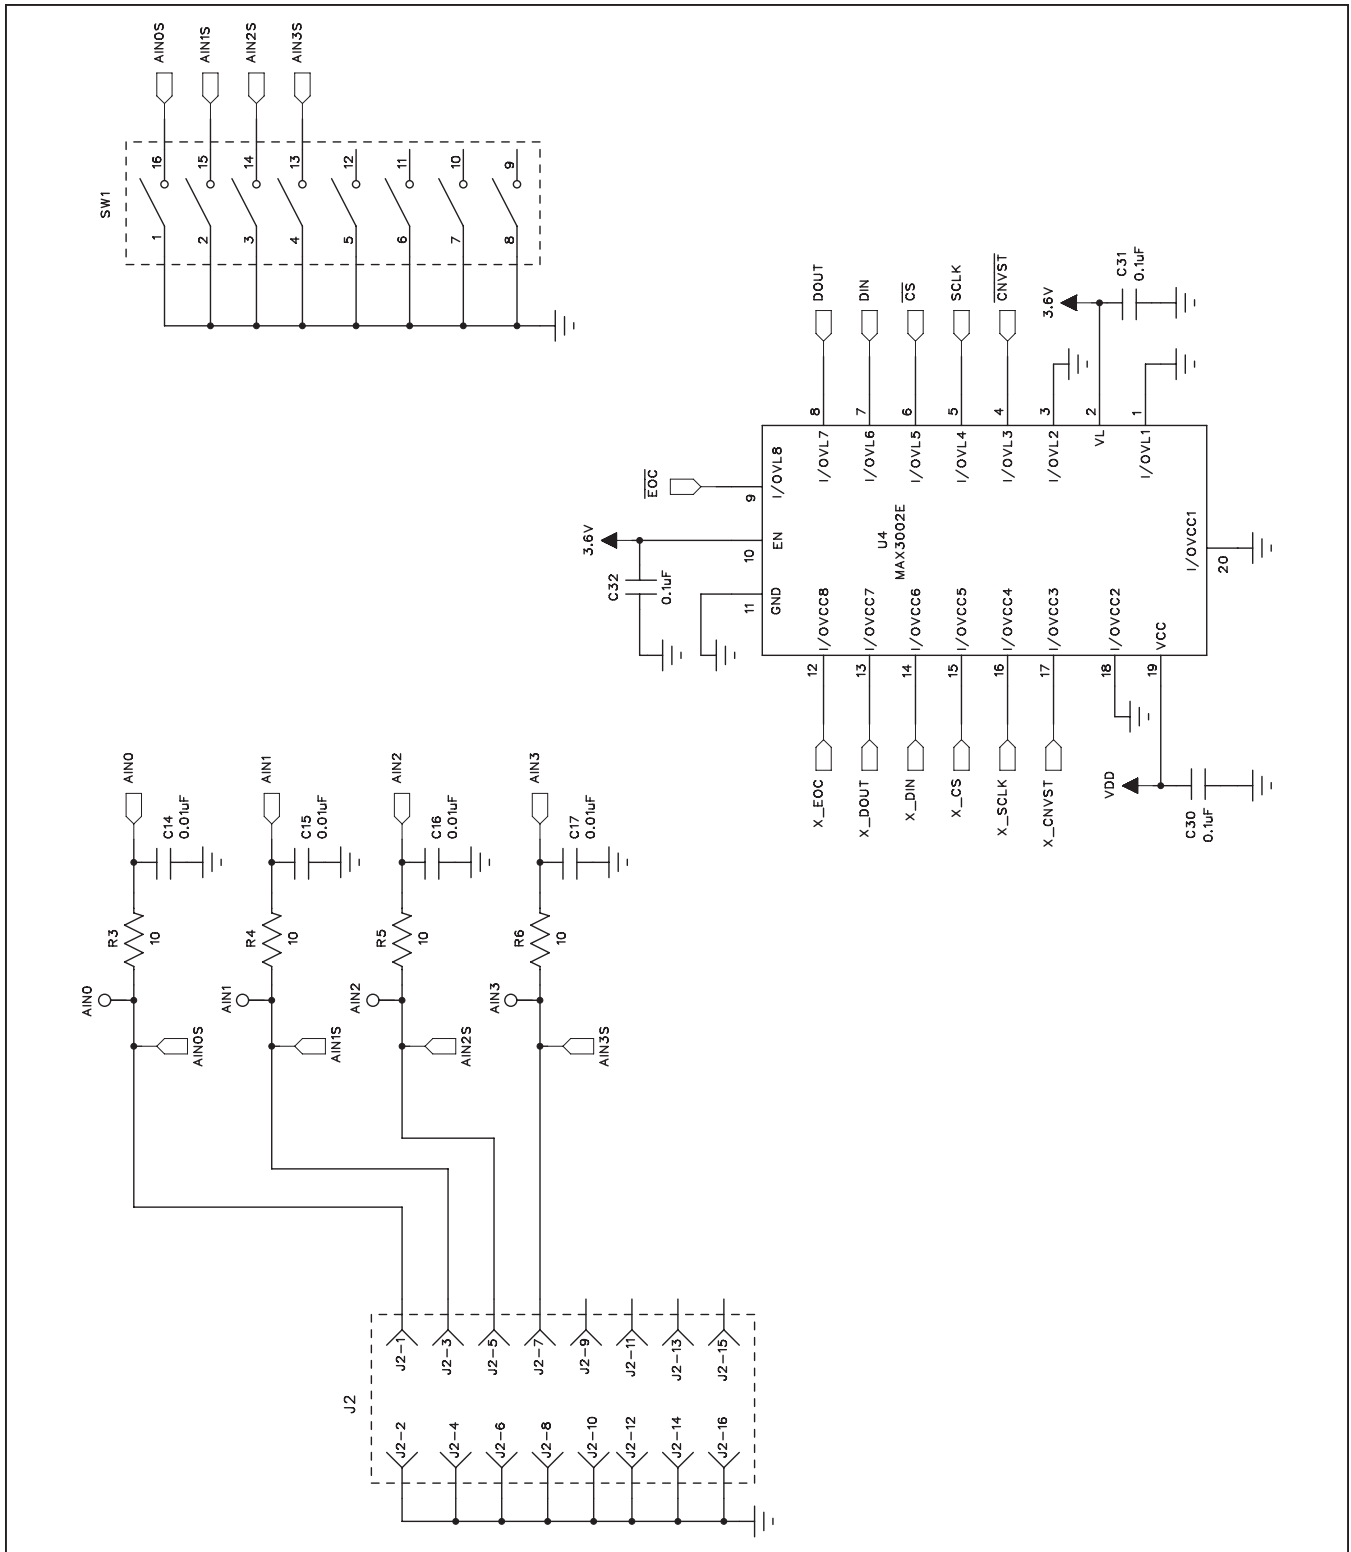 SW1
AIN0S
AIN1S
AIN2S
AIN3S
16
15
14
13
12
11
10
9
1
2
3
4
5
6
7
8
U4
MAX3002E
DOUT
DIN
CS
SCLK
CNVST
8
7
6
5
4
3
2
1
I/OVL7
I/OVL6
I/OVL5
I/OVL4
I/OVL3
I/OVL2
VL
I/OVL1
3.6V
C31
0.1uF
EOC
9
I/OVL8
3.6V
10
EN
C32
0.1uF
11
GND
I/OVCC1
20
I/OVCC8
I/OVCC7
I/OVCC6
I/OVCC5
I/OVCC4
I/OVCC3
I/OVCC2
VCC
12
13
14
15
16
17
18
19
X_EOC
X_DOUT
X_DIN
X_CS
X_SCLK
X_CNVST
VDD
C30
0.1uF
AIN0
C14
0.01uF
R3
10
AIN0
AIN0S
AIN1
C15
0.01uF
R4
10
AIN1
AIN1S
AIN2
C16
0.01uF
R5
10
AIN2
AIN2S
AIN3
C17
0.01uF
R6
10
AIN3
AIN3S
J2
J2-1
J2-3
J2-5
J2-7
J2-9
J2-11
J2-13
J2-15
J2-2
J2-4
J2-6
J2-8
J2-10
J2-12
J2-14
J2-16